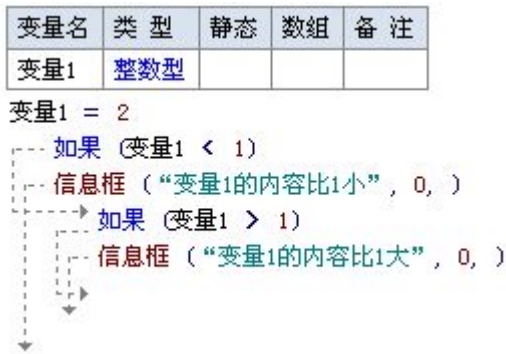 变量名 类 型 静态 数组 备 注
变量1 整数型
变量1 = 2
如果 (变量1 < 1)
信息框 (“变量1的内容比1小”, 0, )
如果 (变量1 > 1)
信息框 (“变量1的内容比1大”, 0, )